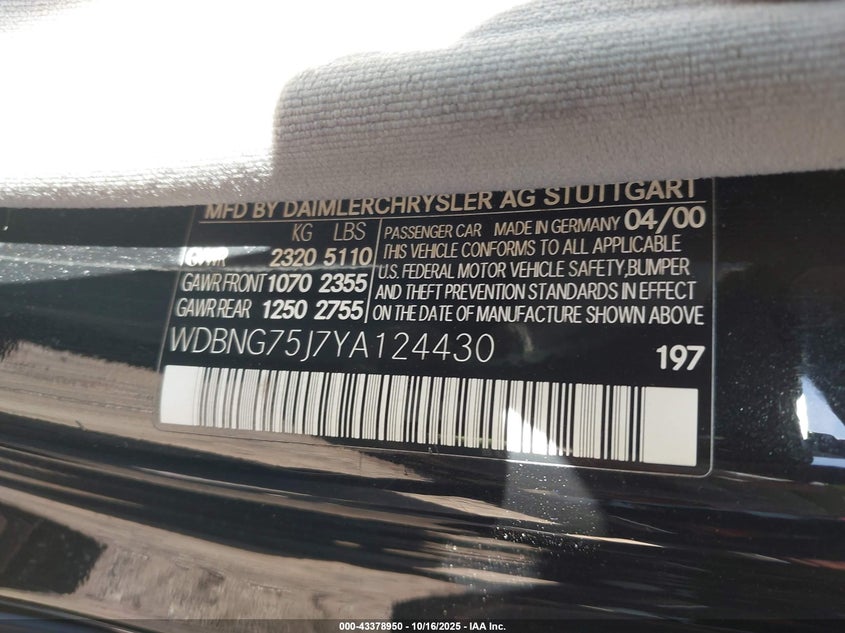 MFD BY DAIMLERCHRYSLER AG STUTTGART
KG LBS
GVWR 2320 5110
GAWR FRONT 1070 2355
GAWR REAR 1250 2755
PASSENGER CAR MADE IN GERMANY 04/00
THIS VEHICLE CONFORMS TO ALL APPLICABLE
U.S. FEDERAL MOTOR VEHICLE SAFETY, BUMPER
AND THEFT PREVENTION STANDARDS IN EFFECT
ON THE DATE OF MANUFACTURE SHOWN.
WDBNG75J7YA124430
197
000-43378950 | 10/16/2025 | IAA Inc.